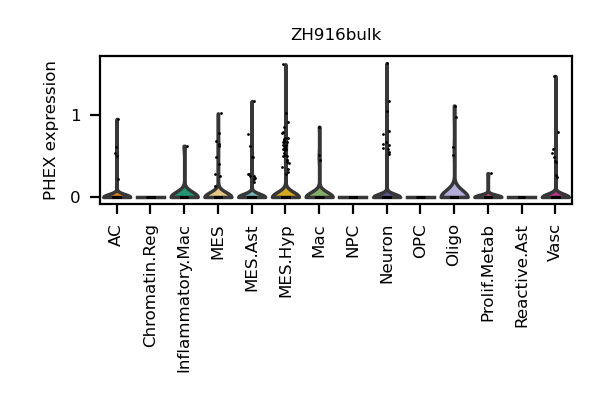 ZH916bulk
PHEX expression
1
0
AC
Chromatin.Reg
Inflammatory.Mac
MES
MES.Ast
MES.Hyp
Mac
NPC
Neuron
OPC
Oligo
Prolif.Metab
Reactive.Ast
Vasc